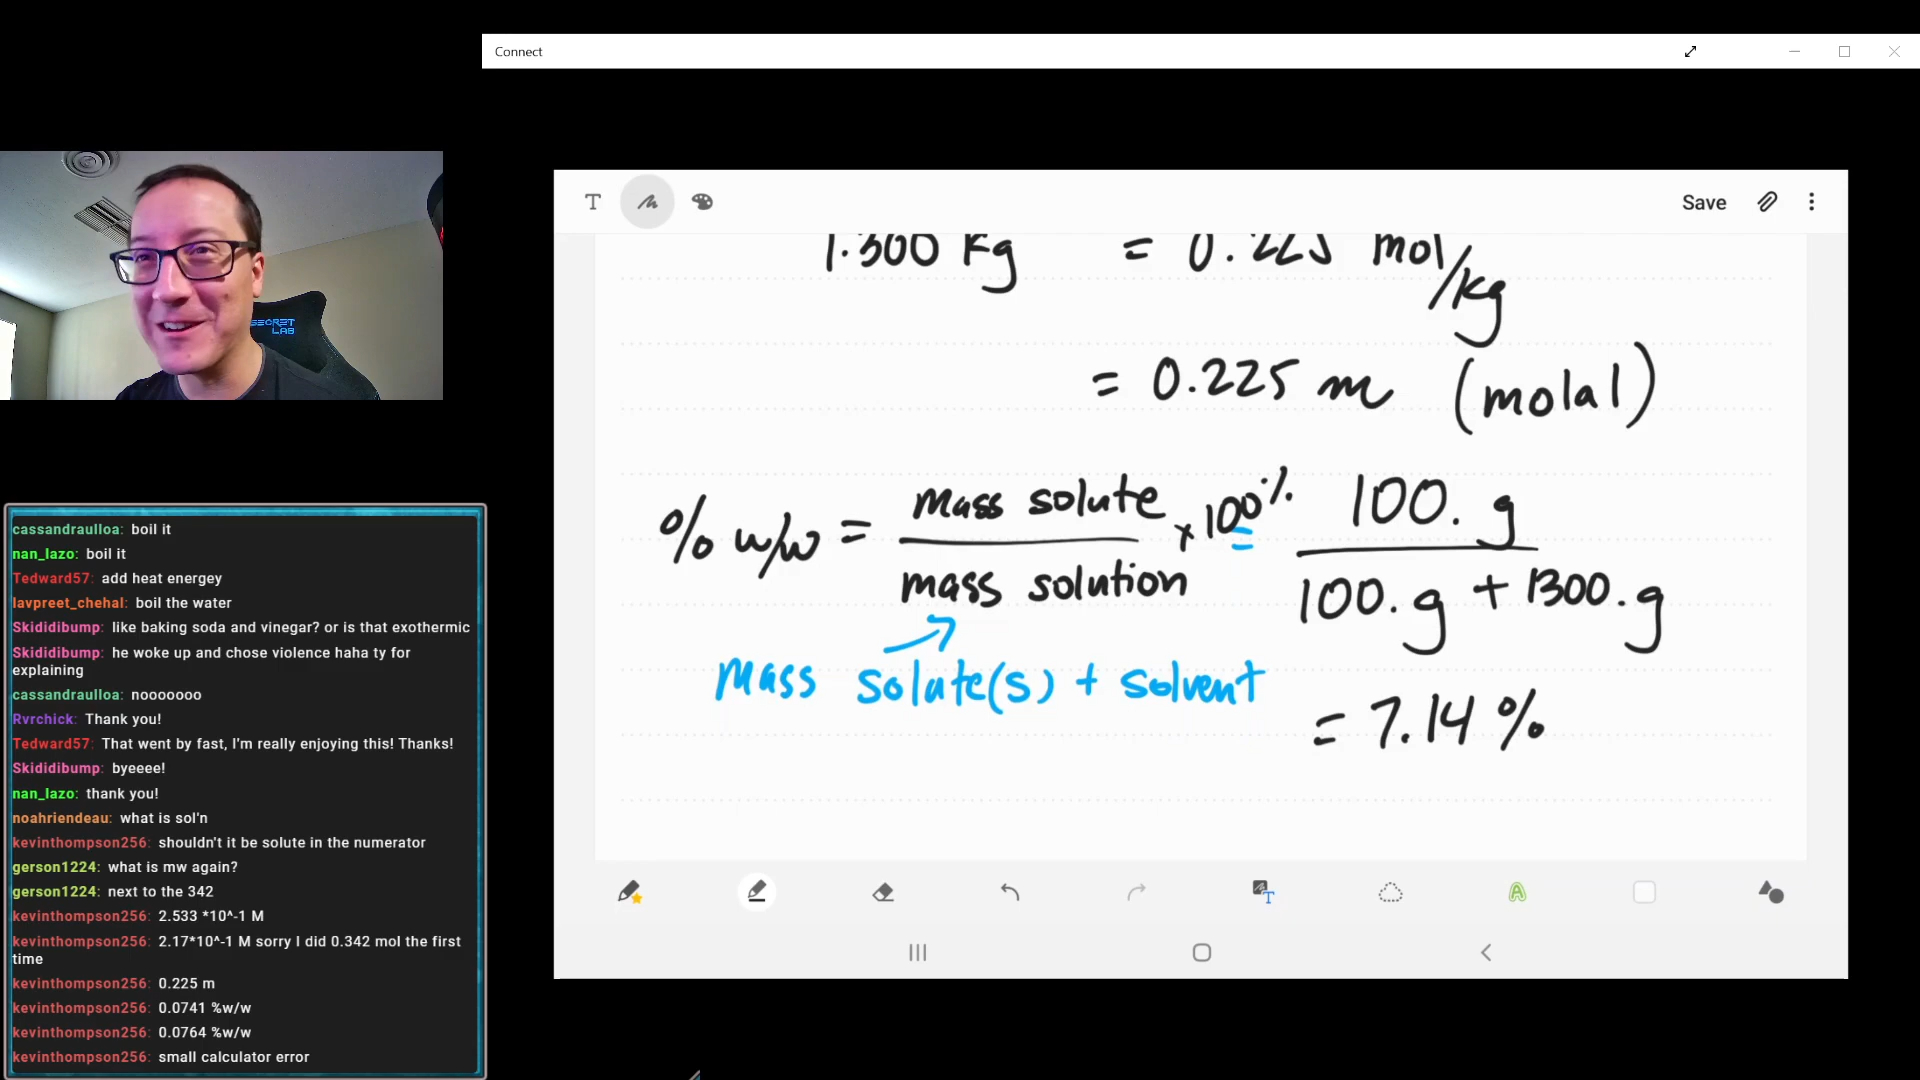 Connect
SECRET
LAB
T
Save
1.300 kg = 0.225 mol
/kg
= 0.225 m (molal)
% w/w = mass solute / mass solution x 100% 100. g / 100. g + 1300. g
mass solute(s) + solvent
= 7.14 %
T
A
cassandraulloa: boil it
nan_lazo: boil it
Tedward57: add heat energey
lavpreet_chehal: boil the water
Skididibump: like baking soda and vinegar? or is that exothermic
Skididibump: he woke up and chose violence haha ty for
explaining
cassandraulloa: nooooooo
Rvrchick: Thank you!
Tedward57: That went by fast, I'm really enjoying this! Thanks!
Skididibump: byeeee!
nan_lazo: thank you!
noahriendeau: what is sol'n
kevinthompson256: shouldn't it be solute in the numerator
gerson1224: what is mw again?
gerson1224: next to the 342
kevinthompson256: 2.533 *10^-1 M
kevinthompson256: 2.17*10^-1 M sorry I did 0.342 mol the first
time
kevinthompson256: 0.225 m
kevinthompson256: 0.0741 %w/w
kevinthompson256: 0.0764 %w/w
kevinthompson256: small calculator error